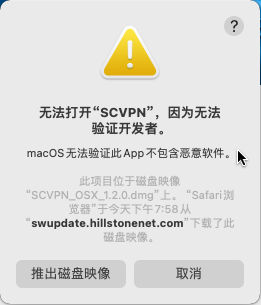 ?
无法打开“SCVPN”，因为无法
验证开发者。
macOS 无法验证此 App 不包含恶意软件。
此项目位于磁盘映像
“SCVPN_OSX_1.2.0.dmg”上。“Safari浏
览器”于今天下午7:58从
“swupdate.hillstonenet.com”下载了此
磁盘映像。
推出磁盘映像 取消